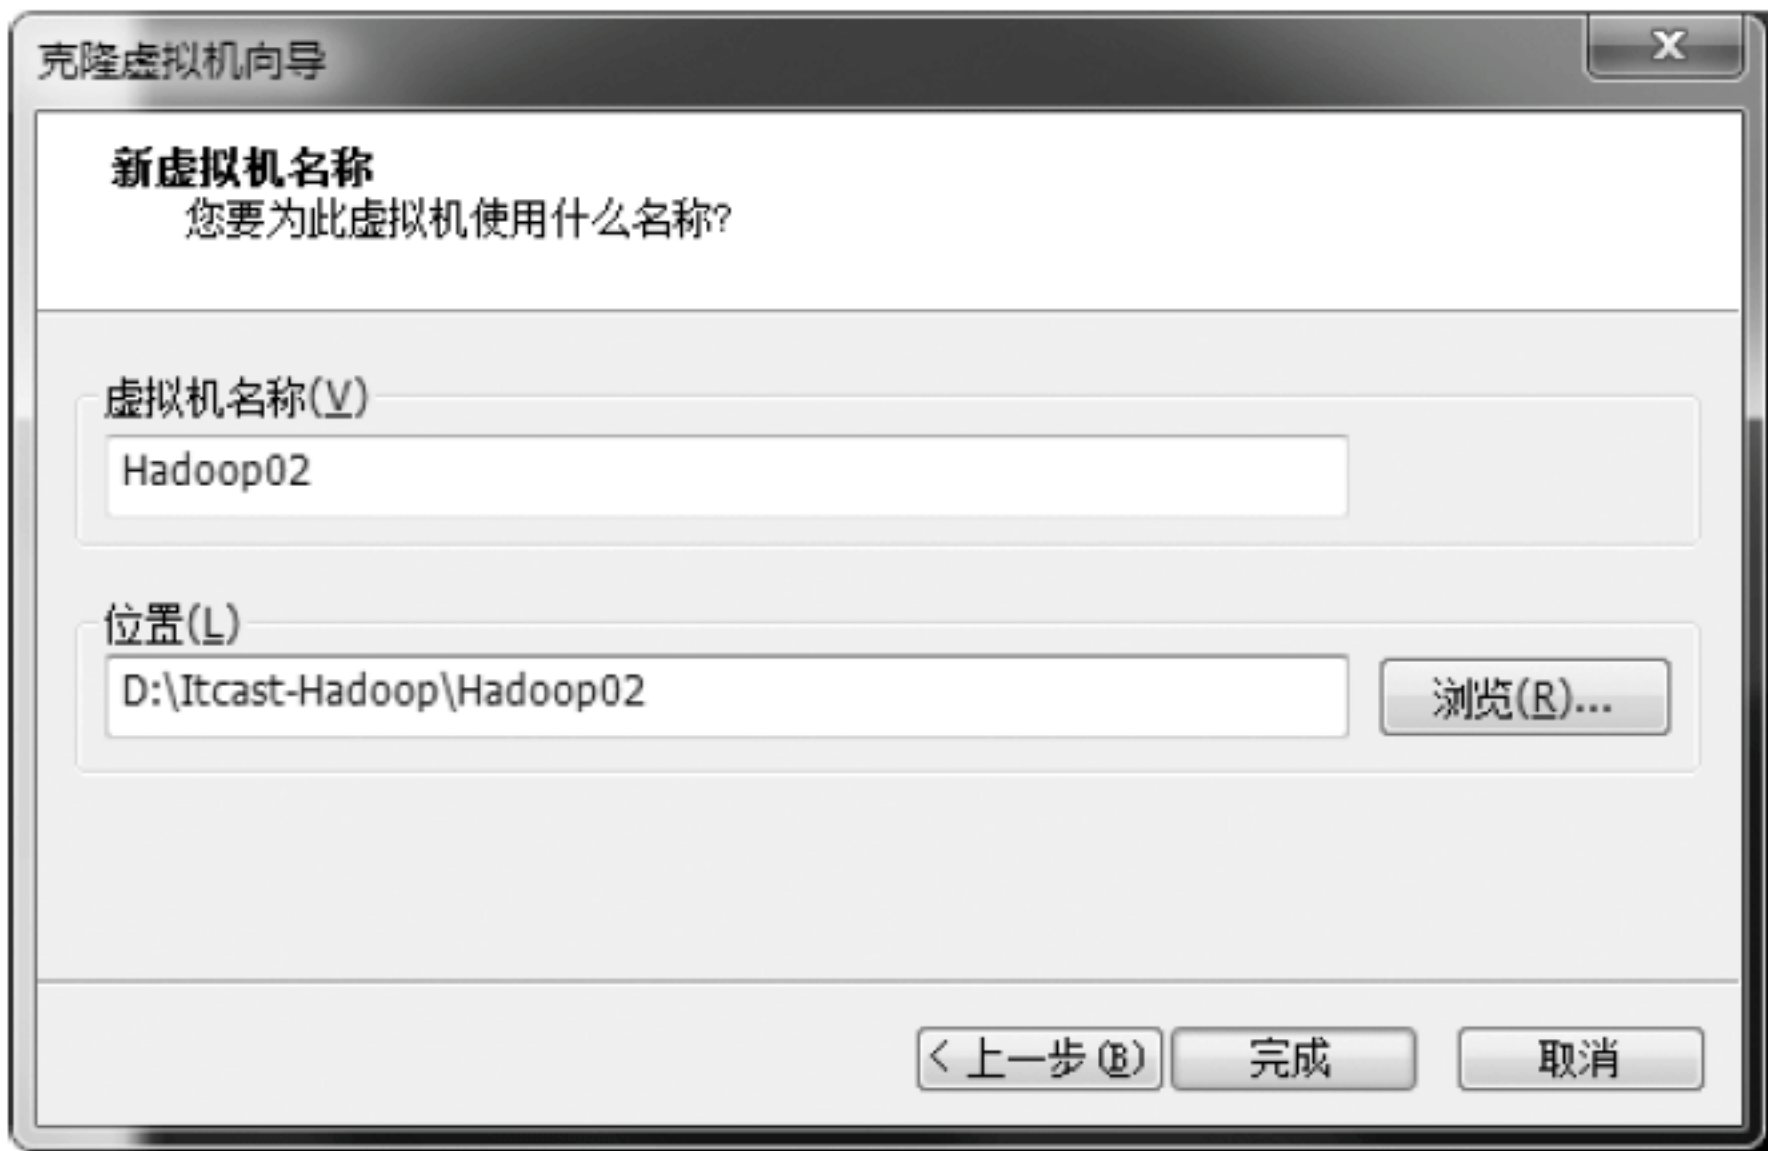 克隆虚拟机向导
X
新虚拟机名称
您要为此虚拟机使用什么名称?
虚拟机名称(V)
Hadoop02
位置(L)
D:\Itcast-Hadoop\Hadoop02
浏览(R)...
< 上一步(B) 完成 取消